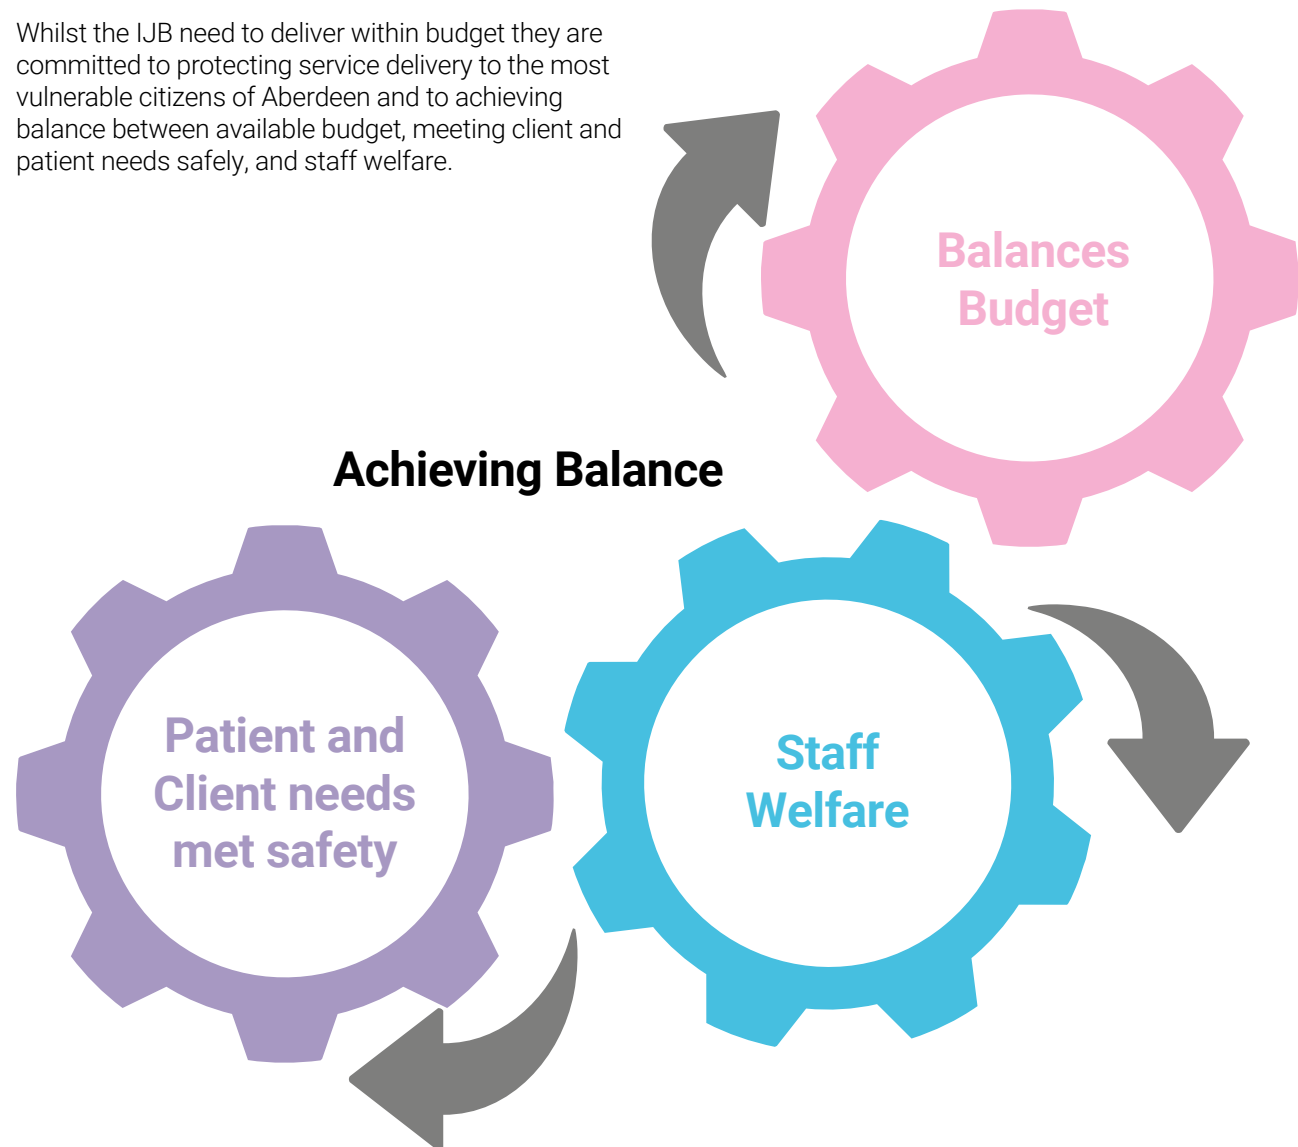 Whilst the IJB need to deliver within budget they are
committed to protecting service delivery to the most
vulnerable citizens of Aberdeen and to achieving
balance between available budget, meeting client and
patient needs safely, and staff welfare.
Balances
Budget
Achieving Balance
Patient and
Client needs
met safety
Staff
Welfare